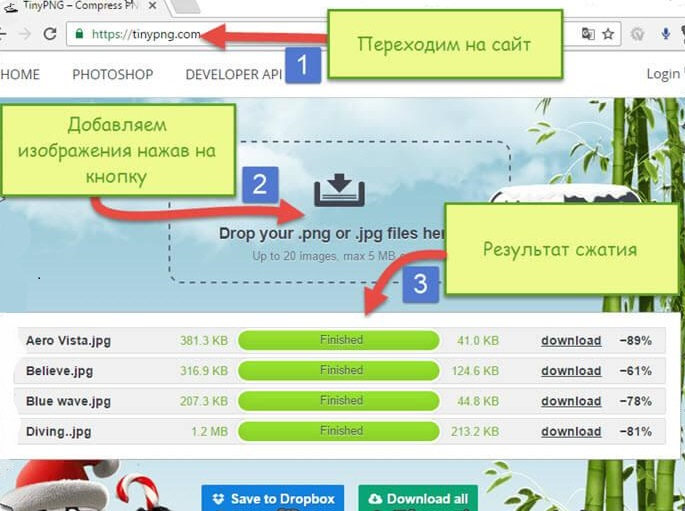 TinyPNG – Compress PN
https://tinypng.com
1
Переходим на сайт
HOME
PHOTOSHOP
DEVELOPER API
Login
Добавляем
изображения нажав на
кнопку
2
Drop your .png or .jpg files her
Up to 20 images, max 5 MB
Результат сжатия
3
Aero Vista.jpg 381.3 KB Finished 41.0 KB download −89%
Believe.jpg 316.9 KB Finished 124.6 KB download −61%
Blue wave.jpg 207.3 KB Finished 44.8 KB download −78%
Diving..jpg 1.2 MB Finished 213.2 KB download −81%
Save to Dropbox
Download all